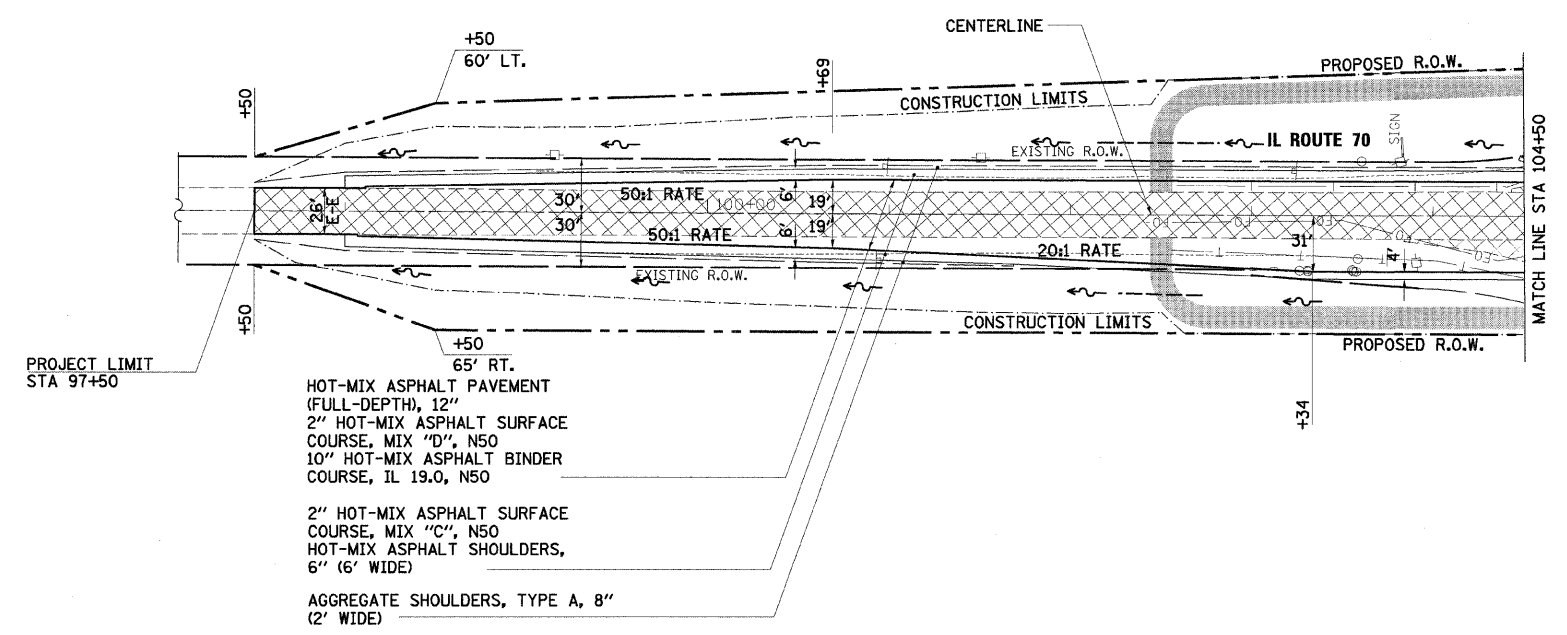 CENTERLINE
+50
60' LT.
PROPOSED R.O.W.
+50
+69
CONSTRUCTION LIMITS
IL ROUTE 70
SIGN
EXISTING R.O.W.
MATCH LINE STA 104+50
26'
E-E
30'
30'
50:1 RATE
50:1 RATE
100+00
6'
6'
19'
19'
20:1 RATE
31'
4'
EXISTING R.O.W.
+50
CONSTRUCTION LIMITS
PROPOSED R.O.W.
+50
65' RT.
+34
PROJECT LIMIT
STA 97+50
HOT-MIX ASPHALT PAVEMENT
(FULL-DEPTH), 12"
2" HOT-MIX ASPHALT SURFACE
COURSE, MIX "D", N50
10" HOT-MIX ASPHALT BINDER
COURSE, IL 19.0, N50
2" HOT-MIX ASPHALT SURFACE
COURSE, MIX "C", N50
HOT-MIX ASPHALT SHOULDERS,
6" (6' WIDE)
AGGREGATE SHOULDERS, TYPE A, 8"
(2' WIDE)